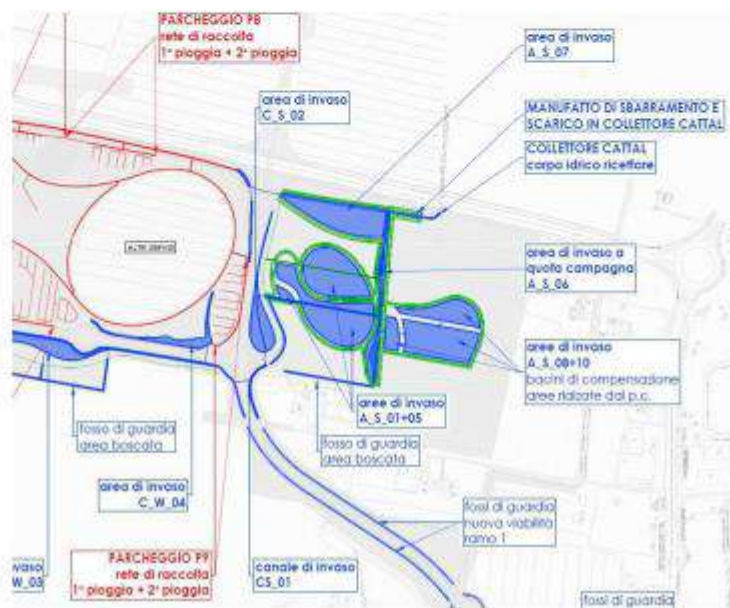 PARCHEGGIO P8
rete di raccolta
1ª pioggia + 2ª pioggia
area di invaso
A_S_07
area di invaso
C_S_02
MANUFATTO DI SBARRAMENTO E
SCARICO IN COLLETTORE CATTAL
COLLETTORE CATTAL
corpo idrico ricettore
ALTRI SERVIZI
area di invaso a
quota campagna
A_S_06
aree di invaso
A_S_08÷10
bacini di compensazione
aree rialzate dal p.c.
aree di invaso
A_S_01÷05
fosso di guardia
area boscata
fosso di guardia
area boscata
area di invaso
C_W_04
fossi di guardia
nuova viabilità
ramo 1
PARCHEGGIO P9
rete di raccolta
1ª pioggia + 2ª pioggia
canale di invaso
CS_01
invaso
W_03
fossi di guardia